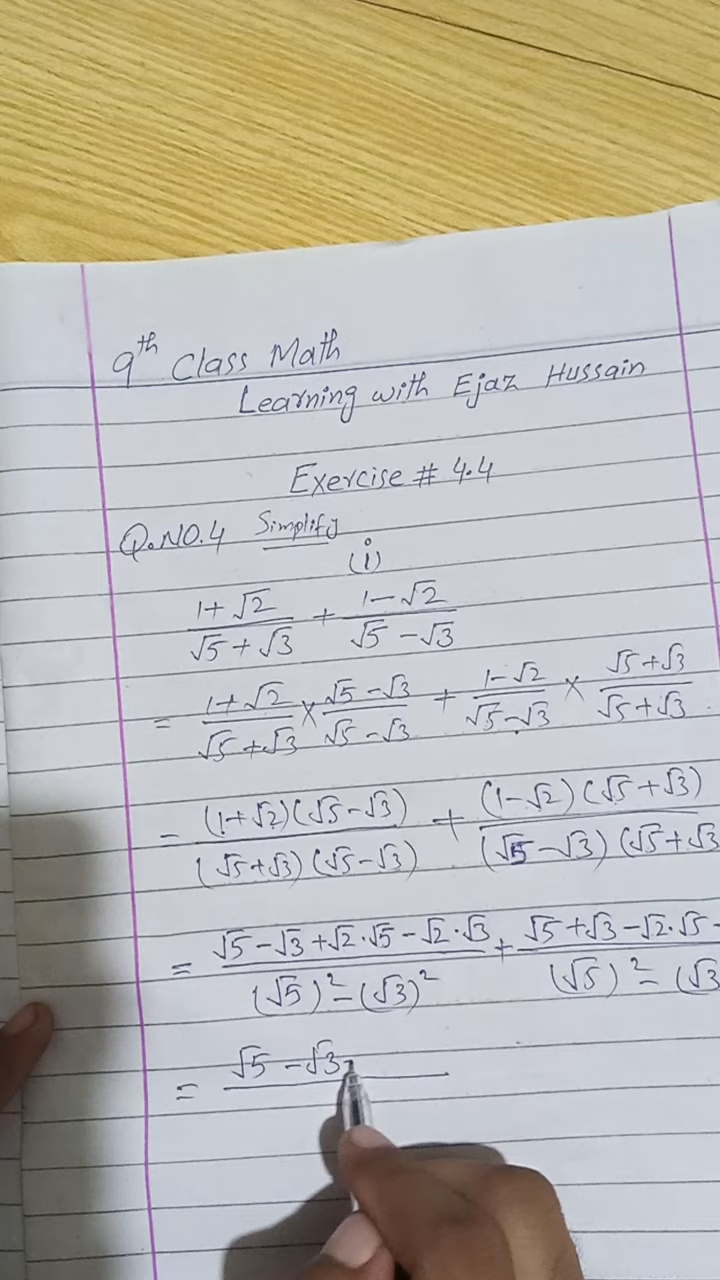 9th Class Math
Learning with Ejaz Hussain
Exercise # 4.4
Q.NO.4 Simplify
(i)
(1+√2)/(√5+√3) + (1-√2)/(√5-√3)
= (1+√2)/(√5+√3) × (√5-√3)/(√5-√3) + (1-√2)/(√5-√3) × (√5+√3)/(√5+√3)
= (1+√2)(√5-√3)/(√5+√3)(√5-√3) + (1-√2)(√5+√3)/(√5-√3)(√5+√3
= (√5-√3+√2·√5-√2·√3)/((√5)²-(√3)²) + (√5+√3-√2·√5-)/((√5)²-(√3
= √5-√3